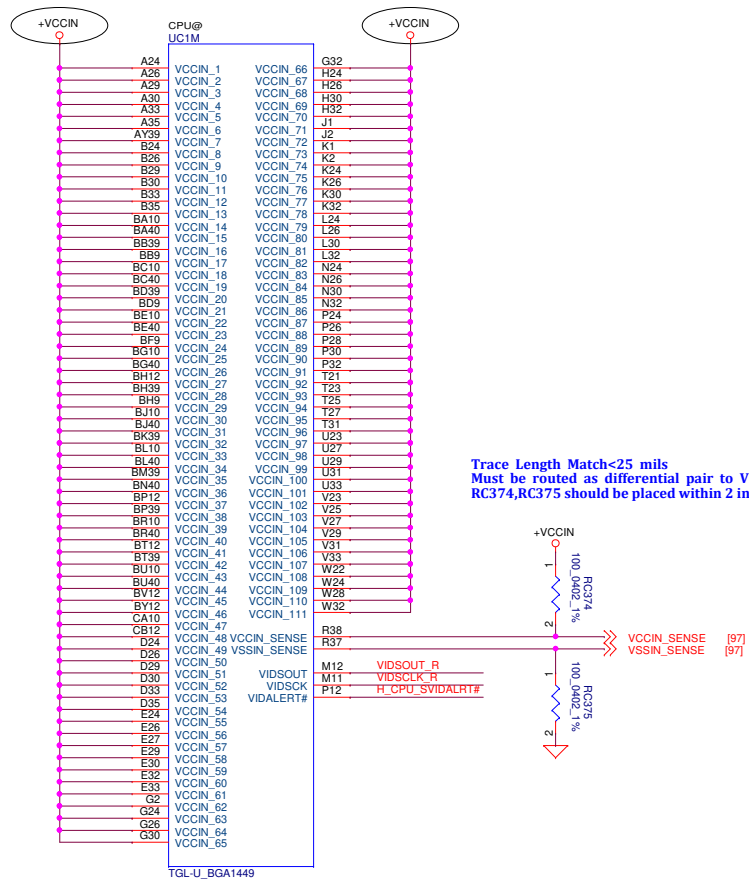 +VCCIN CPU@ +VCCIN
UC1M
A24 VCCIN_1 VCCIN_66 G32
A26 VCCIN_2 VCCIN_67 H24
A29 VCCIN_3 VCCIN_68 H26
A30 VCCIN_4 VCCIN_69 H30
A33 VCCIN_5 VCCIN_70 H32
A35 VCCIN_6 VCCIN_71 J1
AY39 VCCIN_7 VCCIN_72 J2
B24 VCCIN_8 VCCIN_73 K1
B26 VCCIN_9 VCCIN_74 K2
B29 VCCIN_10 VCCIN_75 K24
B30 VCCIN_11 VCCIN_76 K26
B33 VCCIN_12 VCCIN_77 K30
B35 VCCIN_13 VCCIN_78 K32
BA10 VCCIN_14 VCCIN_79 L24
BA40 VCCIN_15 VCCIN_80 L26
BB39 VCCIN_16 VCCIN_81 L30
BB9 VCCIN_17 VCCIN_82 L32
BC10 VCCIN_18 VCCIN_83 N24
BC40 VCCIN_19 VCCIN_84 N26
BD39 VCCIN_20 VCCIN_85 N30
BD9 VCCIN_21 VCCIN_86 N32
BE10 VCCIN_22 VCCIN_87 P24
BE40 VCCIN_23 VCCIN_88 P26
BF9 VCCIN_24 VCCIN_89 P28
BG10 VCCIN_25 VCCIN_90 P30
BG40 VCCIN_26 VCCIN_91 P32
BH12 VCCIN_27 VCCIN_92 T21
BH39 VCCIN_28 VCCIN_93 T23
BH9 VCCIN_29 VCCIN_94 T25
BJ10 VCCIN_30 VCCIN_95 T27
BJ40 VCCIN_31 VCCIN_96 T31
BK39 VCCIN_32 VCCIN_97 U23
BL10 VCCIN_33 VCCIN_98 U27
BL40 VCCIN_34 VCCIN_99 U29
BM39 VCCIN_35 VCCIN_100 U31
BN40 VCCIN_36 VCCIN_101 U33
BP12 VCCIN_37 VCCIN_102 V23
BP39 VCCIN_38 VCCIN_103 V25
BR10 VCCIN_39 VCCIN_104 V27
BR40 VCCIN_40 VCCIN_105 V29
BT12 VCCIN_41 VCCIN_106 V31
BT39 VCCIN_42 VCCIN_107 V33
BU10 VCCIN_43 VCCIN_108 W22
BU40 VCCIN_44 VCCIN_109 W24
BV12 VCCIN_45 VCCIN_110 W28
BY12 VCCIN_46 VCCIN_111 W32
CA10 VCCIN_47
CB12 VCCIN_48 VCCIN_SENSE R38
D24 VCCIN_49 VSSIN_SENSE R37
D26 VCCIN_50
D29 VCCIN_51 VIDSOUT M12 VIDSOUT_R
D30 VCCIN_52 VIDSCK M11 VIDSCLK_R
D33 VCCIN_53 VIDALERT# P12 H_CPU_SVIDALRT#
D35 VCCIN_54
E24 VCCIN_55
E26 VCCIN_56
E27 VCCIN_57
E29 VCCIN_58
E30 VCCIN_59
E32 VCCIN_60
E33 VCCIN_61
G2 VCCIN_62
G24 VCCIN_63
G26 VCCIN_64
G30 VCCIN_65
TGL-U_BGA1449
Trace Length Match<25 mils
Must be routed as differential pair to V
RC374,RC375 should be placed within 2 in
+VCCIN
1
RC374
100_0402_1%
2
VCCIN_SENSE [97]
VSSIN_SENSE [97]
1
RC375
100_0402_1%
2